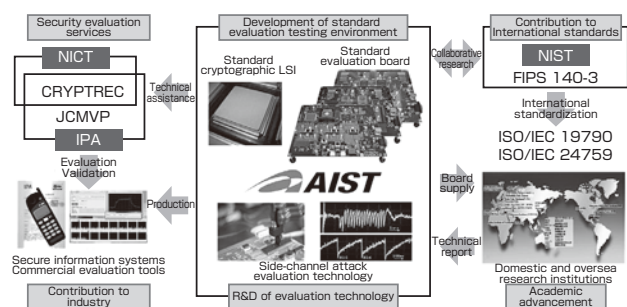 Security evaluation
services
NICT
CRYPTREC
JCMVP
IPA
Evaluation
Validation
Secure information systems
Commercial evaluation tools
Contribution to
industry
Technical
assistance
Production
Development of standard
evaluation testing environment
Standard
cryptographic LSI
Standard
evaluation board
AIST
Side-channel attack
evaluation technology
R&D of evaluation technology
Collaborative
research
Board
supply
Technical
report
Contribution to
International standards
NIST
FIPS 140-3
International
standardization
ISO/IEC 19790
ISO/IEC 24759
Domestic and oversea
research institutions
Academic
advancement